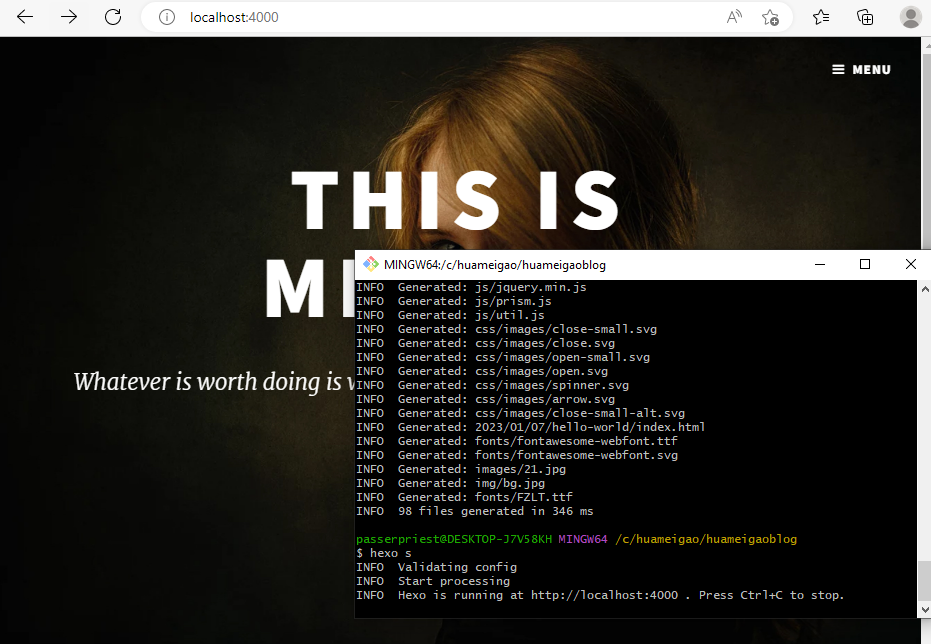 localhost:4000
MENU
THIS IS
M
Whatever is worth doing is
MINGW64:/c/huameigao/huameigaoblog
INFO  Generated: js/jquery.min.js
INFO  Generated: js/prism.js
INFO  Generated: js/util.js
INFO  Generated: css/images/close-small.svg
INFO  Generated: css/images/close.svg
INFO  Generated: css/images/open-small.svg
INFO  Generated: css/images/open.svg
INFO  Generated: css/images/spinner.svg
INFO  Generated: css/images/arrow.svg
INFO  Generated: css/images/close-small-alt.svg
INFO  Generated: 2023/01/07/hello-world/index.html
INFO  Generated: fonts/fontawesome-webfont.ttf
INFO  Generated: fonts/fontawesome-webfont.svg
INFO  Generated: images/21.jpg
INFO  Generated: img/bg.jpg
INFO  Generated: fonts/FZLT.ttf
INFO  98 files generated in 346 ms
passerpriest@DESKTOP-J7V58KH MINGW64 /c/huameigao/huameigaoblog
$ hexo s
INFO  Validating config
INFO  Start processing
INFO  Hexo is running at http://localhost:4000 . Press Ctrl+C to stop.